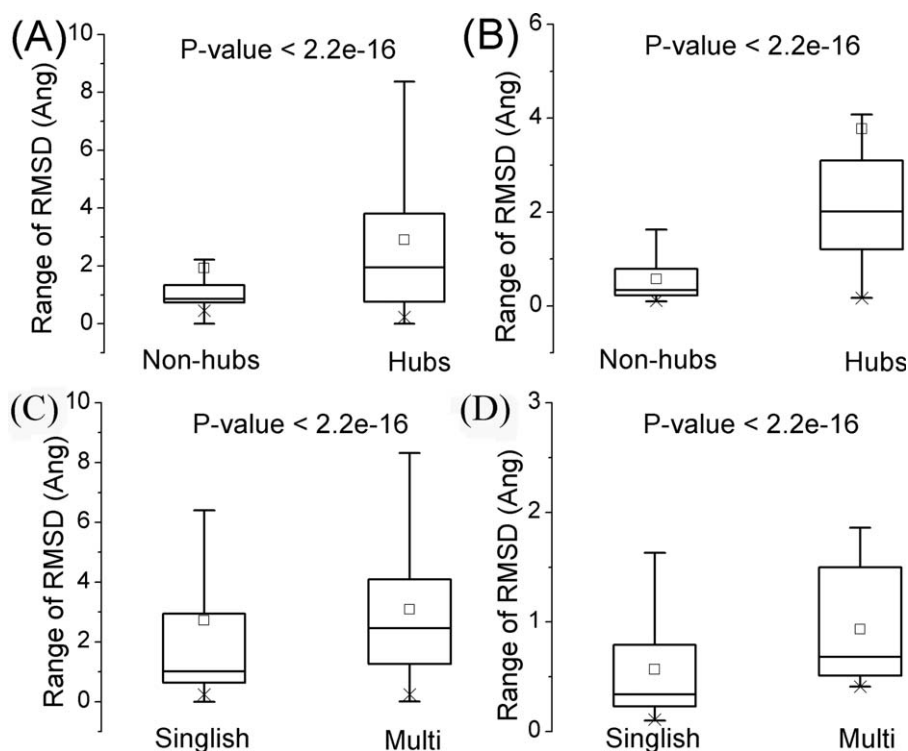 (A)
P-value < 2.2e-16
Range of RMSD (Ang)
10
8
6
4
2
0
Non-hubs Hubs
(B)
P-value < 2.2e-16
Range of RMSD (Ang)
6
4
2
0
Non-hubs Hubs
(C)
P-value < 2.2e-16
Range of RMSD (Ang)
10
8
6
4
2
0
Singlish Multi
(D)
P-value < 2.2e-16
Range of RMSD (Ang)
3
2
1
0
Singlish Multi